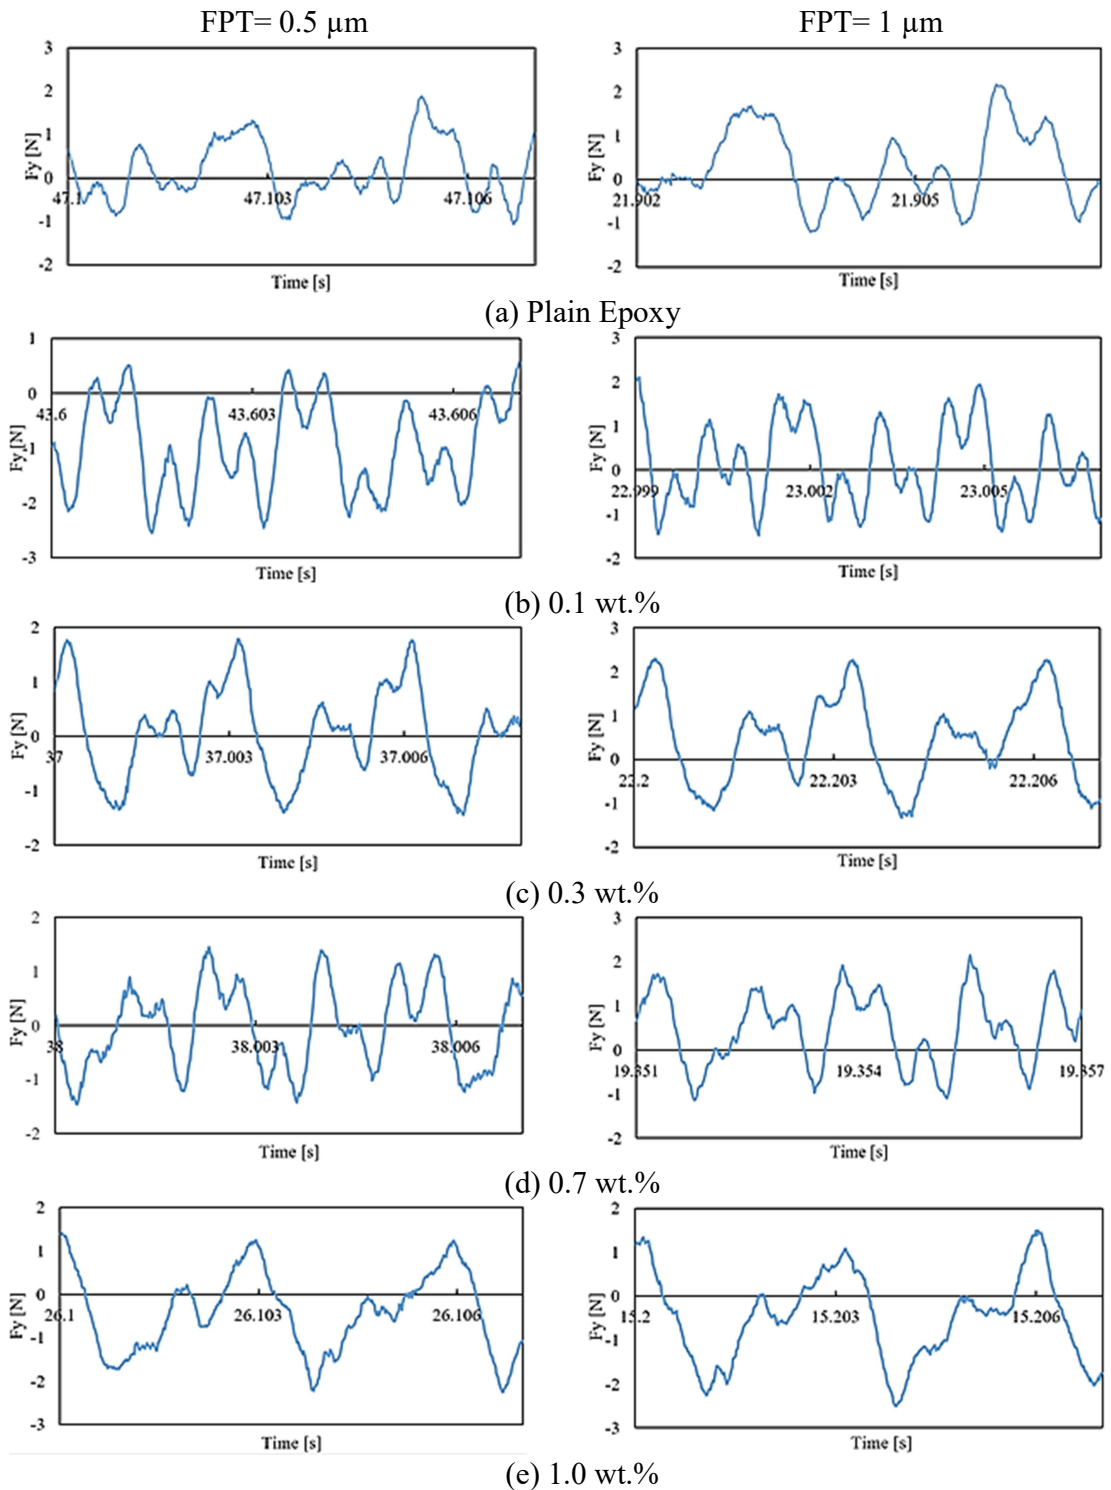 FPT= 0.5 µm FPT= 1 µm
3 3
2 2
1 1
0 0
-1 -1
-2 -2
Fy [N] Fy [N]
47.1 47.103 47.106 21.902 21.905
Time [s] Time [s]
(a) Plain Epoxy
1 3
0 2
-1 1
-2 0
-3 -1
-2
Fy [N] Fy [N]
43.6 43.603 43.606 22.999 23.002 23.005
Time [s] Time [s]
(b) 0.1 wt.%
2 3
1 2
0 1
-1 0
-2 -1
-2
Fy [N] Fy [N]
37 37.003 37.006 22.2 22.203 22.206
Time [s] Time [s]
(c) 0.3 wt.%
2 3
1 2
0 1
-1 0
-2 -1
-2
Fy [N] Fy [N]
38 38.003 38.006 19.351 19.354 19.357
Time [s] Time [s]
(d) 0.7 wt.%
2 2
1 1
0 0
-1 -1
-2 -2
-3 -3
Fy [N] Fy [N]
26.1 26.103 26.106 15.2 15.203 15.206
Time [s] Time [s]
(e) 1.0 wt.%